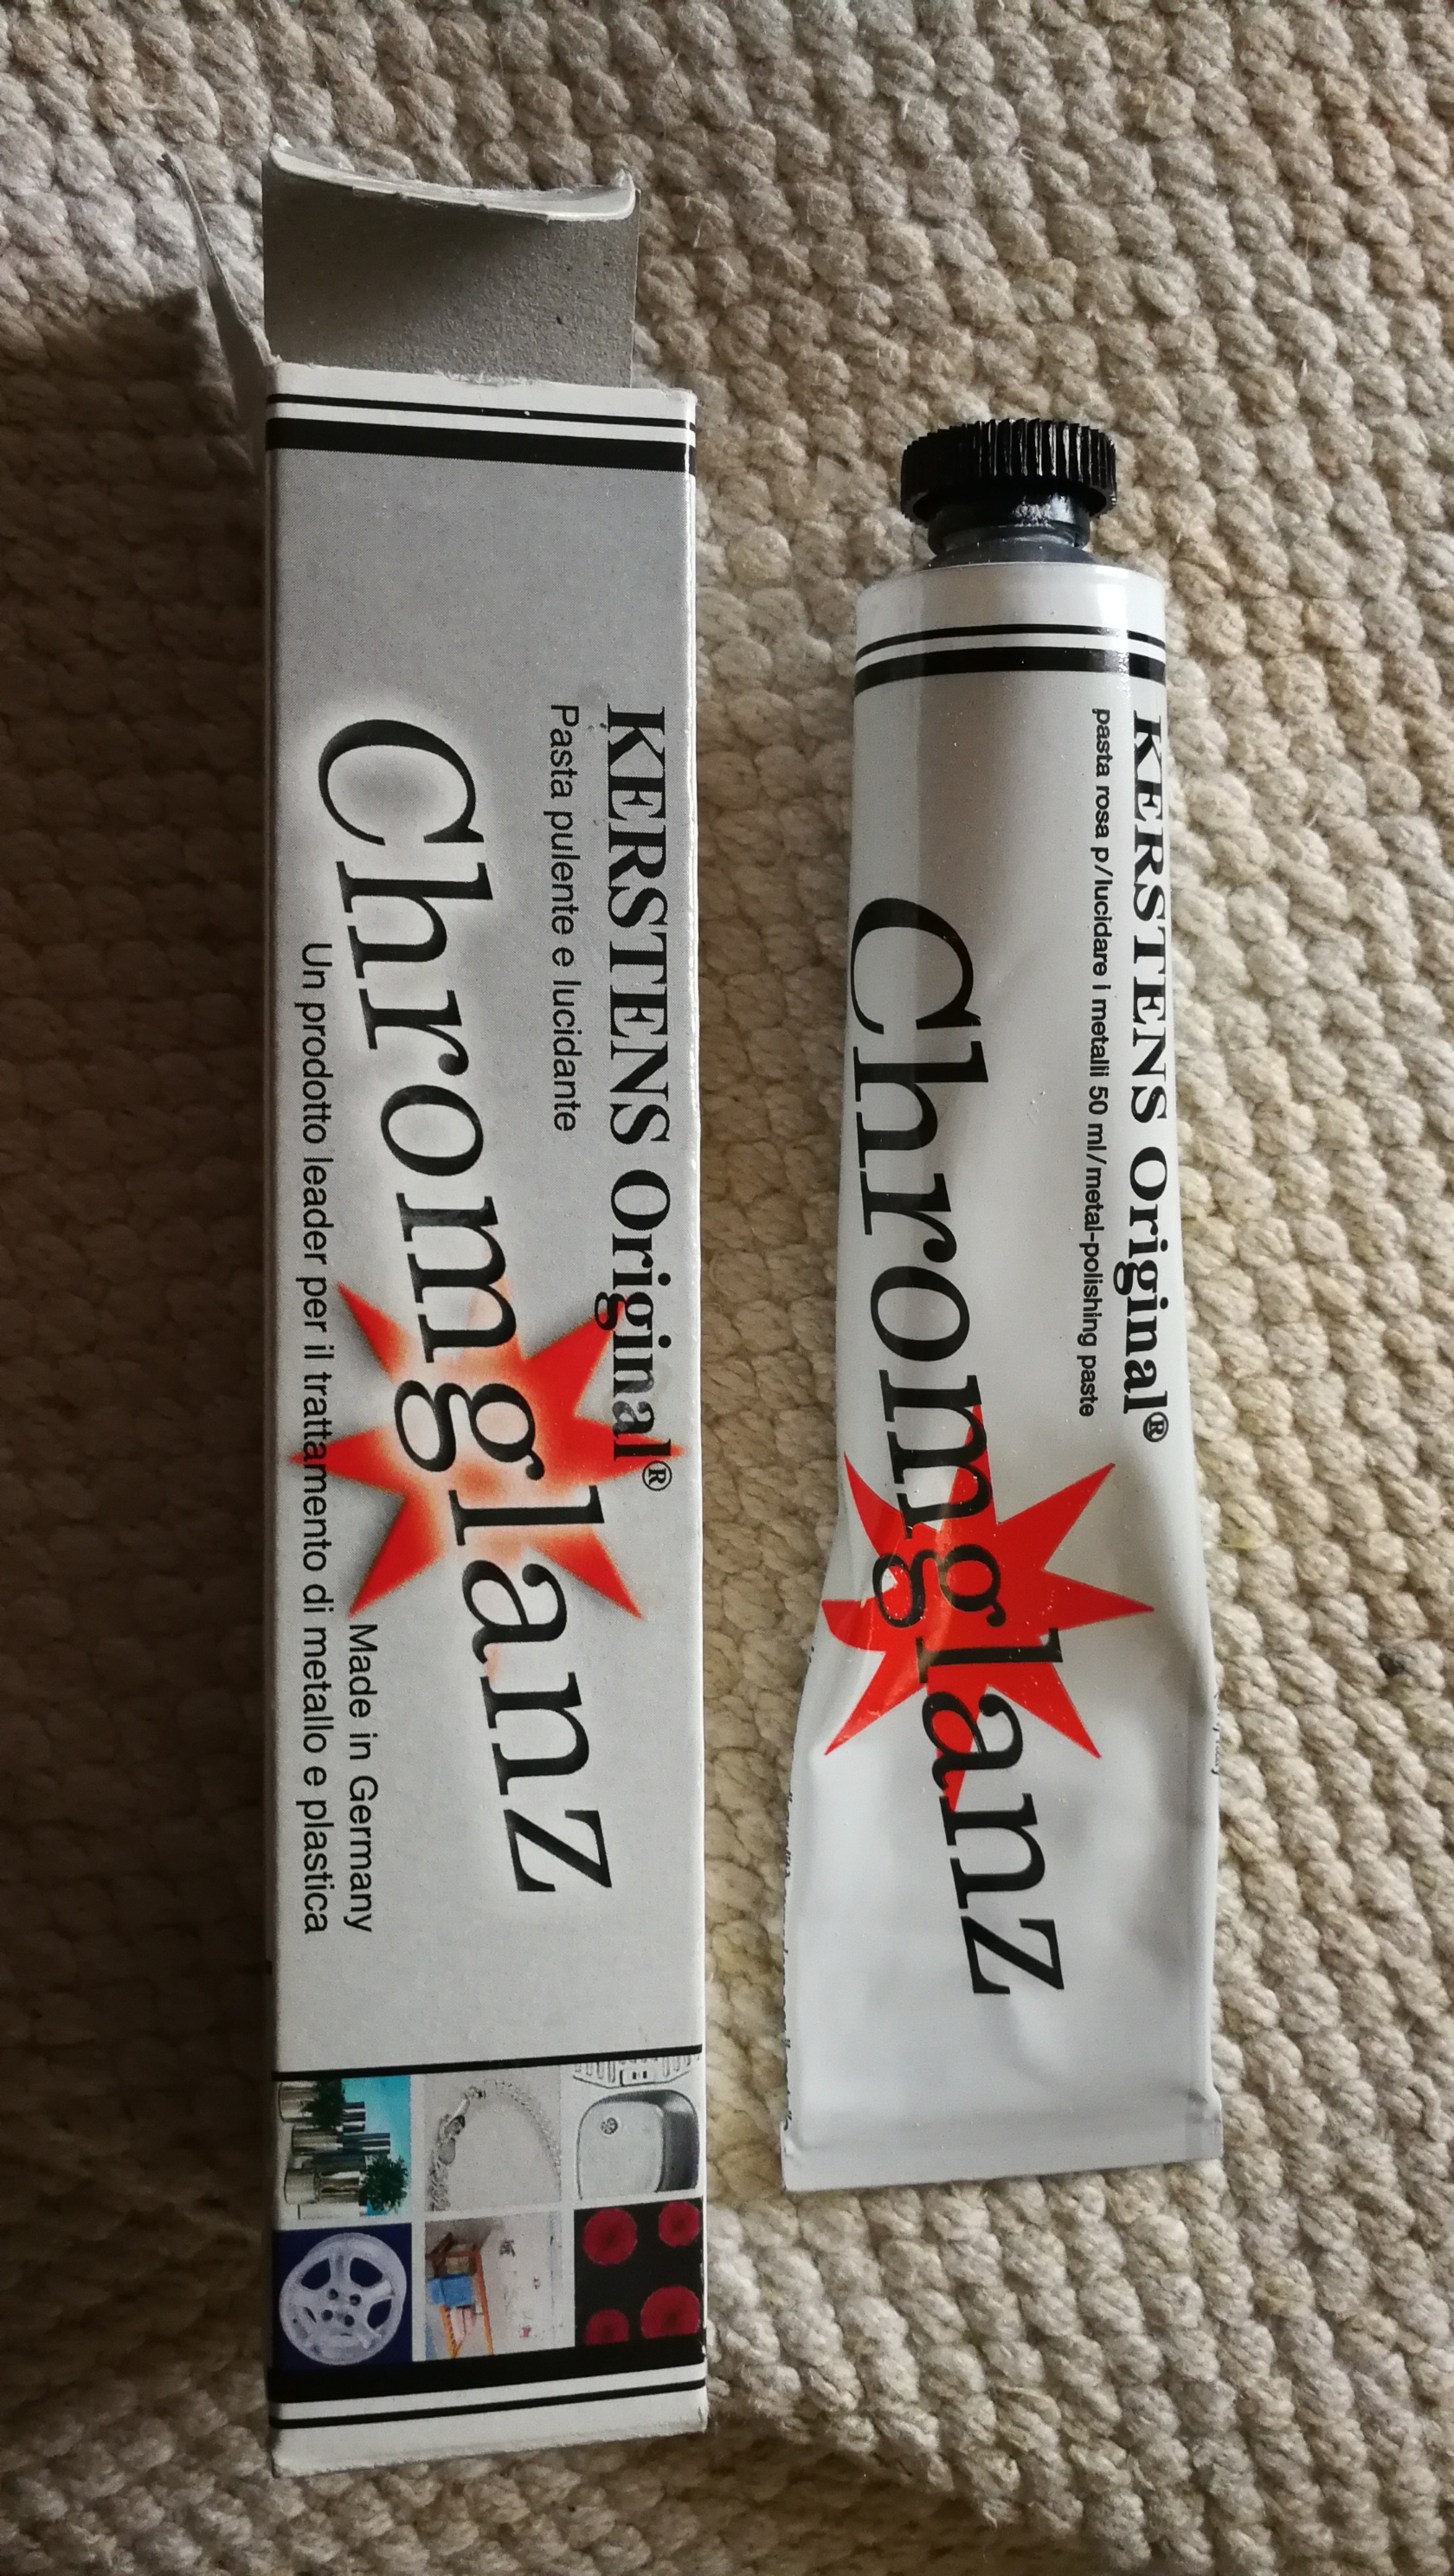 KERSTENS Original®
Pasta pulente e lucidante
Chromglanz
Made in Germany
Un prodotto leader per il trattamento di metallo e plastica
KERSTENS Original®
pasta rosa p/lucidare i metalli 50 ml/metal-polishing paste
Chromglanz